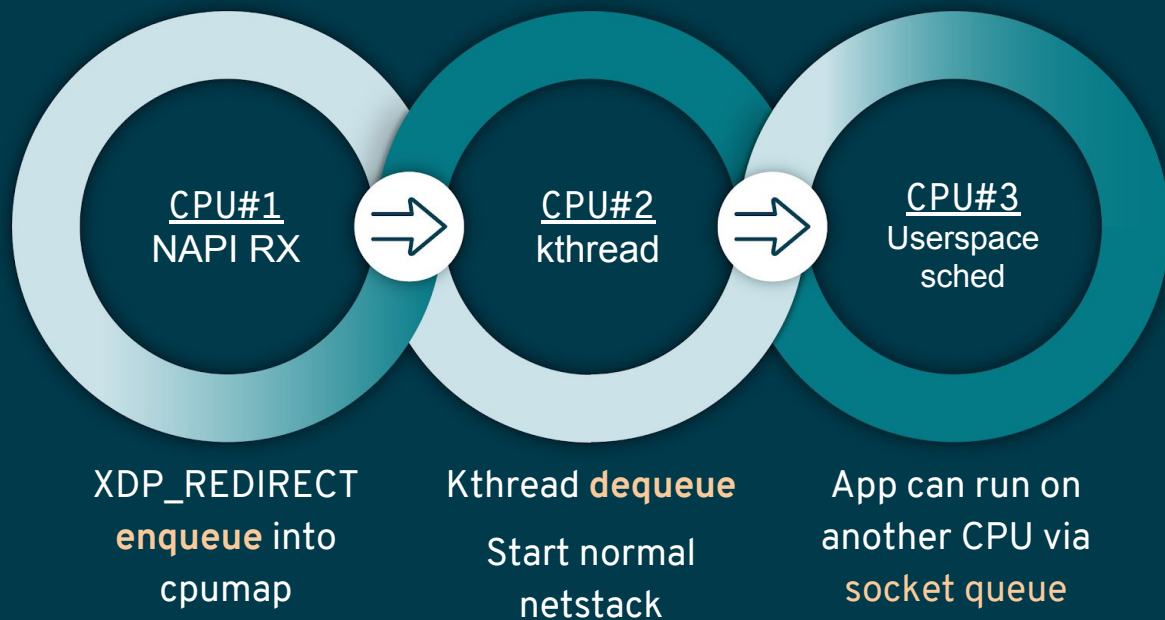 CPU#1
NAPI RX
CPU#2
kthread
CPU#3
Userspace
sched
XDP_REDIRECT
enqueue into
cpumap
Kthread dequeue
Start normal
netstack
App can run on
another CPU via
socket queue